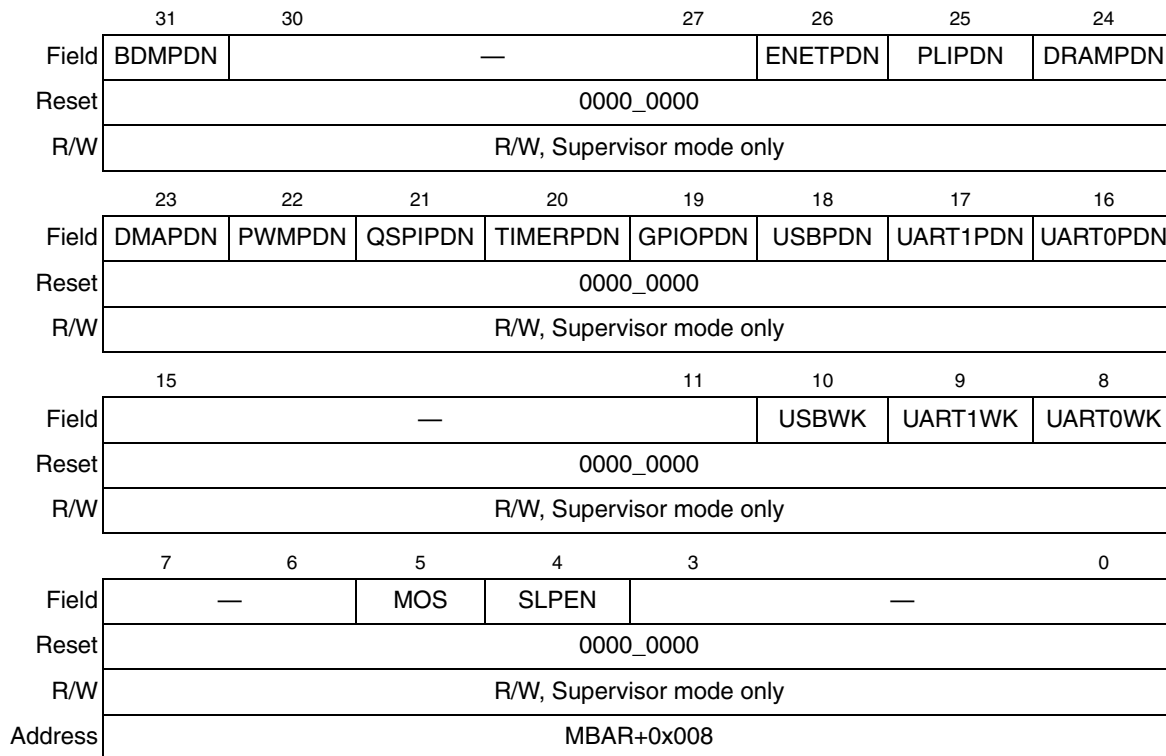 31 30 27 26 25 24
Field BDMPDN — ENETPDN PLIPDN DRAMPDN
Reset 0000_0000
R/W R/W, Supervisor mode only
23 22 21 20 19 18 17 16
Field DMAPDN PWMPDN QSPIPDN TIMERPDN GPIOPDN USBPDN UART1PDN UART0PDN
Reset 0000_0000
R/W R/W, Supervisor mode only
15 11 10 9 8
Field — USBWK UART1WK UART0WK
Reset 0000_0000
R/W R/W, Supervisor mode only
7 6 5 4 3 0
Field — MOS SLPEN —
Reset 0000_0000
R/W R/W, Supervisor mode only
Address MBAR+0x008